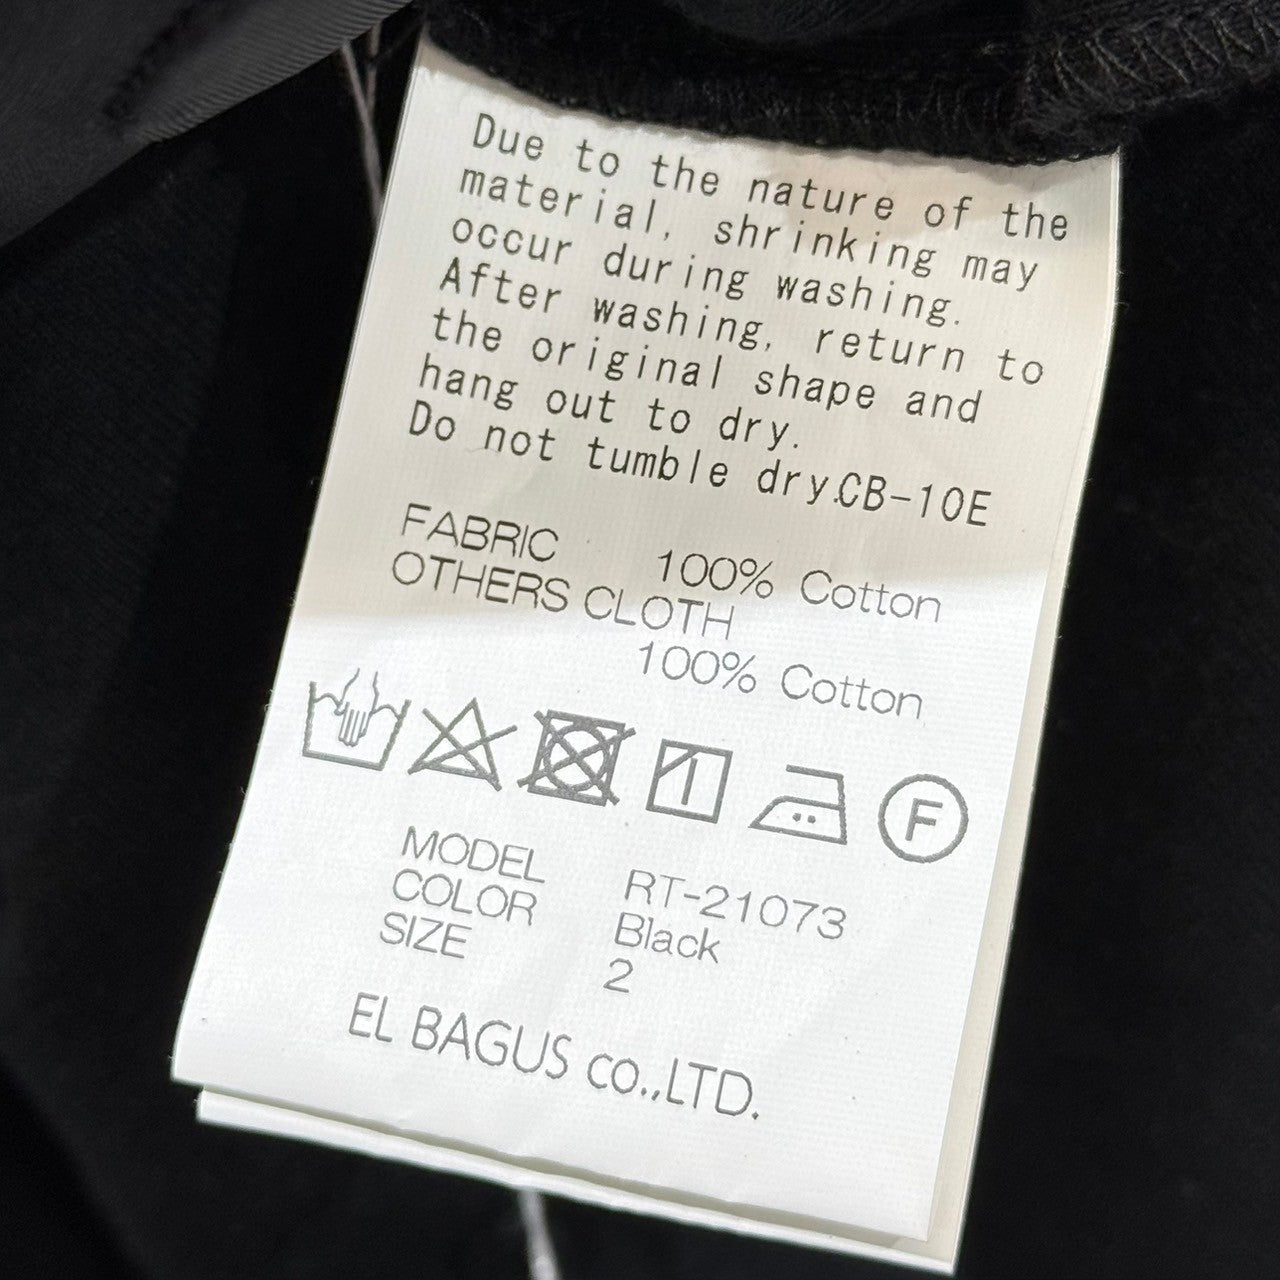 Due to the nature of the
material, shrinking may
occur during washing.
After washing, return to
the original shape and
hang out to dry.
Do not tumble dry.CB-10E
FABRIC 100% Cotton
OTHERS CLOTH
100% Cotton
F
MODEL RT-21073
COLOR Black
SIZE 2
EL BAGUS CO.,LTD.